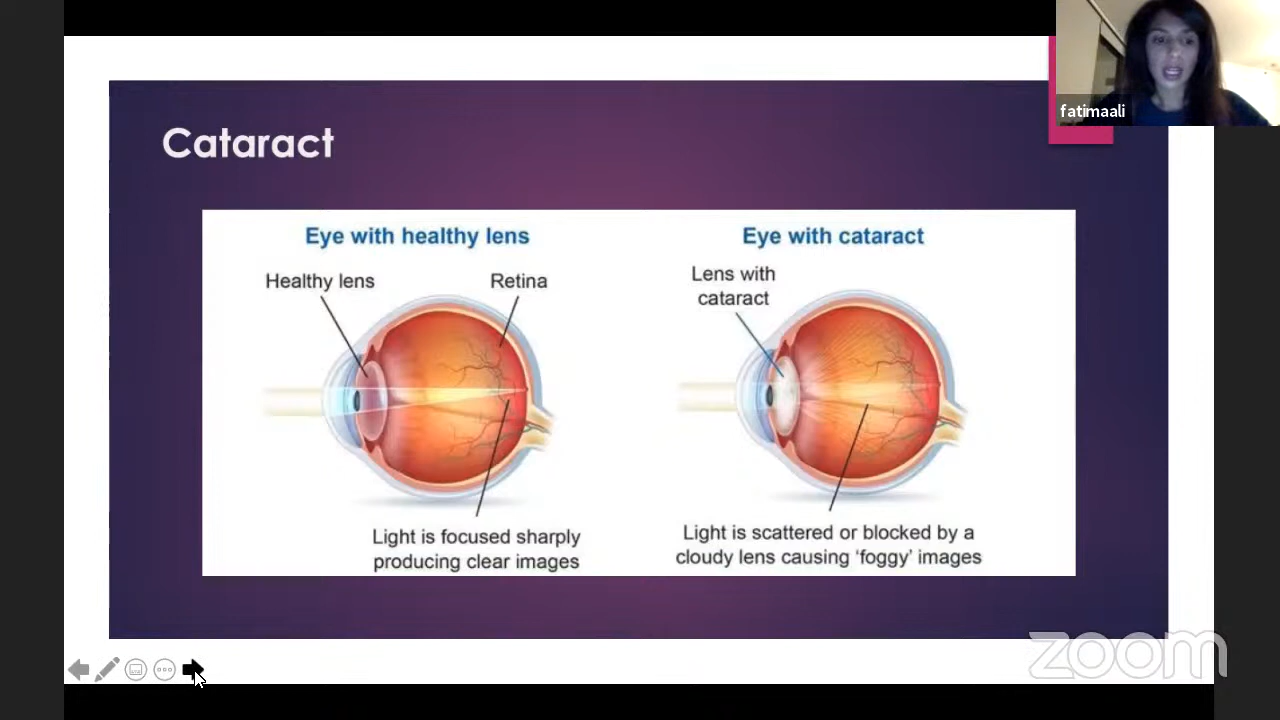 fatimaali
Cataract
Eye with healthy lens
Healthy lens
Retina
Light is focused sharply
producing clear images
Eye with cataract
Lens with
cataract
Light is scattered or blocked by a
cloudy lens causing ‘foggy’ images
zoom